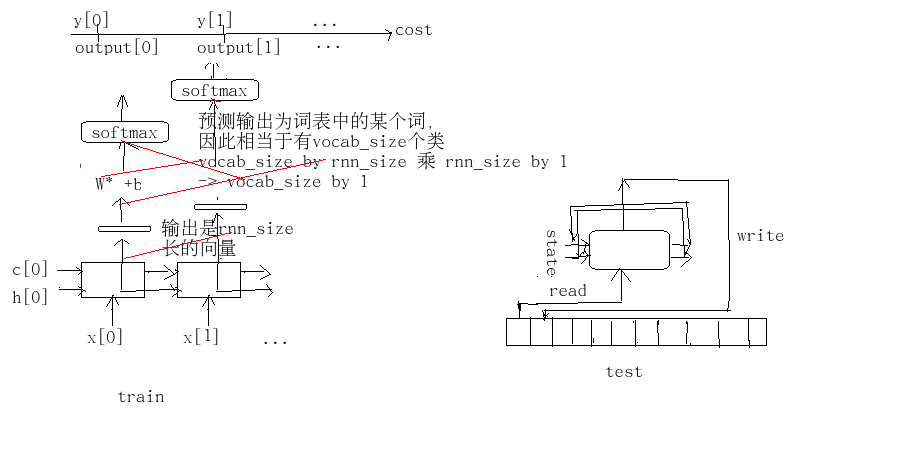 y[0] y[1] ...
cost
output[0] output[1] ...
softmax
softmax
预测输出为词表中的某个词,
因此相当于有vocab_size个类
vocab_size by rnn_size 乘 rnn_size by 1
W* +b -> vocab_size by 1
输出是rnn_size
长的向量
c[0]
h[0]
x[0] x[1] ...
train
state
write
read
test